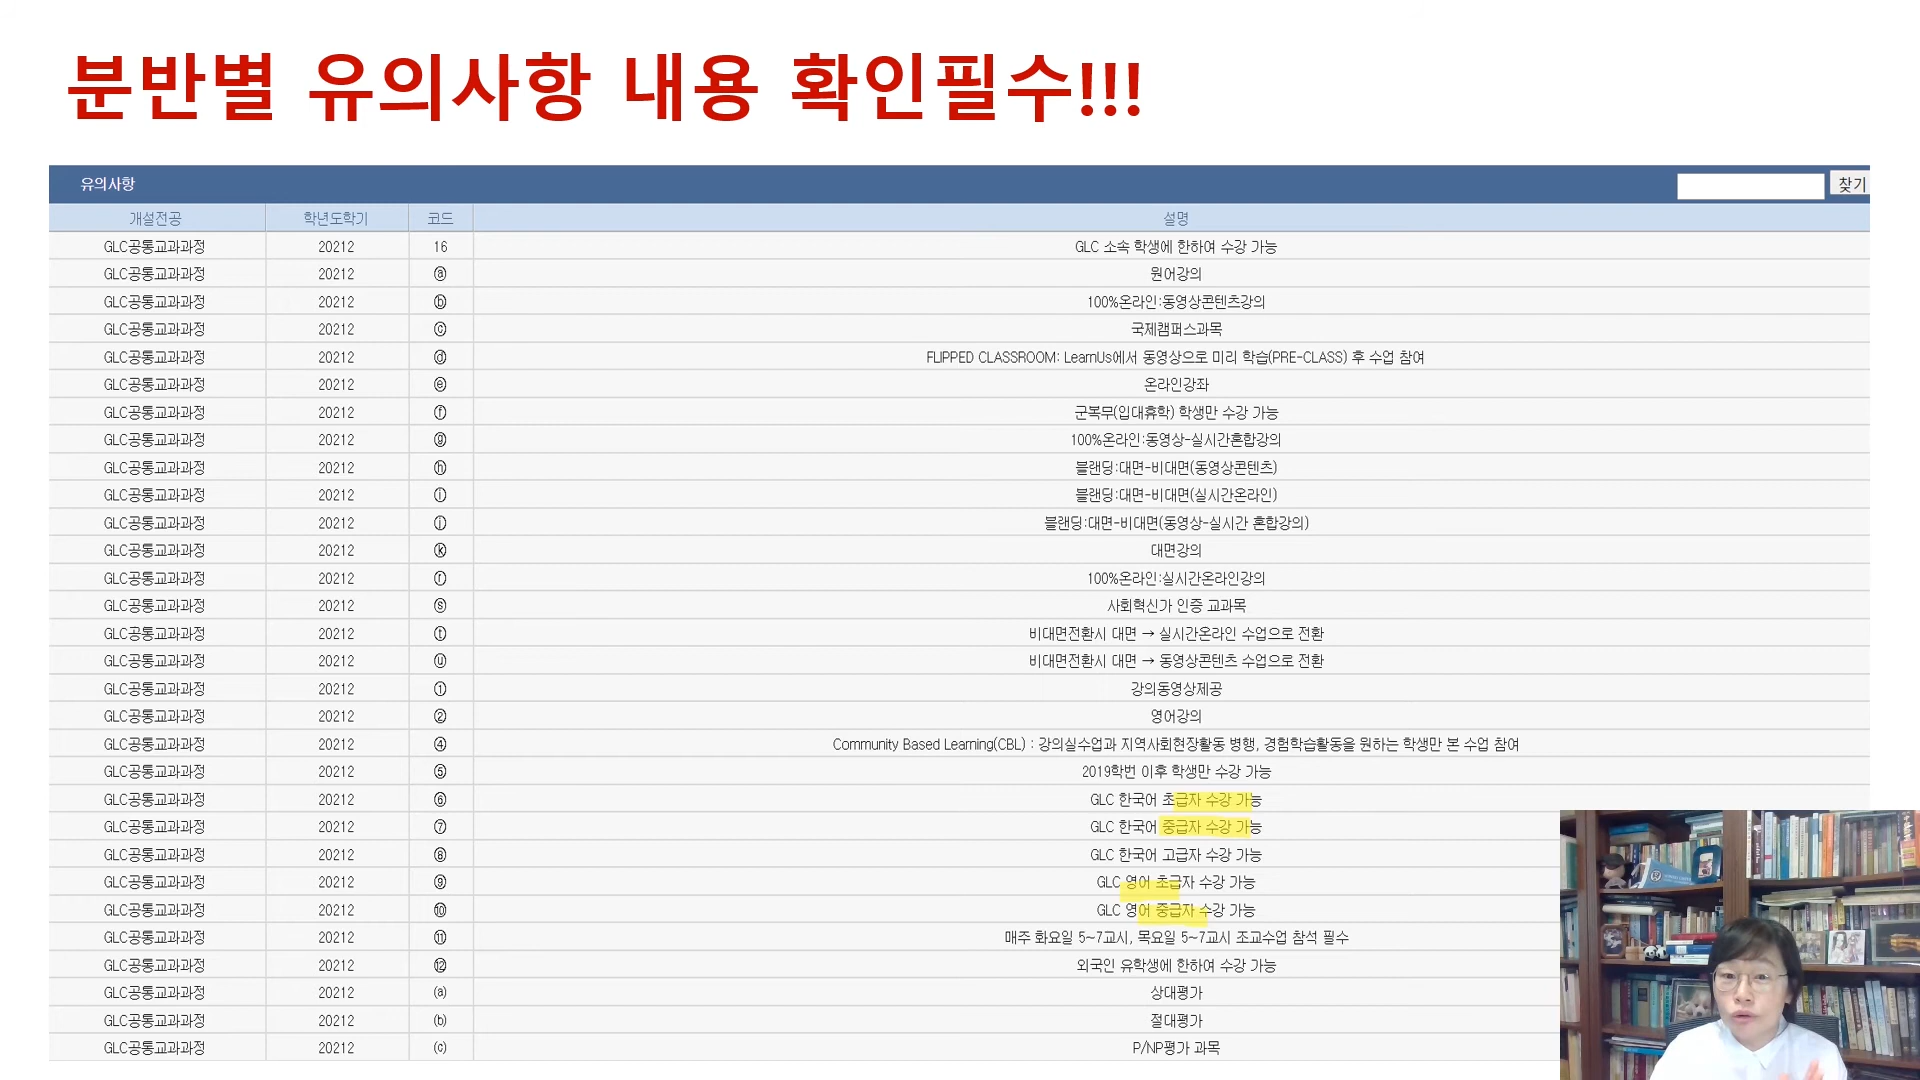 분반별 유의사항 내용 확인필수!!!
유의사항 찾기
개설전공 학년도학기 코드 설명
GLC공통교과과정 20212 16 GLC 소속 학생에 한하여 수강 가능
GLC공통교과과정 20212 ⓐ 원어강의
GLC공통교과과정 20212 ⓑ 100%온라인:동영상콘텐츠강의
GLC공통교과과정 20212 ⓒ 국제캠퍼스과목
GLC공통교과과정 20212 ⓓ FLIPPED CLASSROOM: LearnUs에서 동영상으로 미리 학습(PRE-CLASS) 후 수업 참여
GLC공통교과과정 20212 ⓔ 온라인강좌
GLC공통교과과정 20212 ⓕ 군복무(입대휴학) 학생만 수강 가능
GLC공통교과과정 20212 ⓖ 100%온라인:동영상-실시간혼합강의
GLC공통교과과정 20212 ⓗ 블랜딩:대면-비대면(동영상콘텐츠)
GLC공통교과과정 20212 ⓘ 블랜딩:대면-비대면(실시간온라인)
GLC공통교과과정 20212 ⓙ 블랜딩:대면-비대면(동영상-실시간 혼합강의)
GLC공통교과과정 20212 ⓚ 대면강의
GLC공통교과과정 20212 ⓡ 100%온라인:실시간온라인강의
GLC공통교과과정 20212 ⓢ 사회혁신가 인증 교과목
GLC공통교과과정 20212 ⓣ 비대면전환시 대면 → 실시간온라인 수업으로 전환
GLC공통교과과정 20212 ⓤ 비대면전환시 대면 → 동영상콘텐츠 수업으로 전환
GLC공통교과과정 20212 ① 강의동영상제공
GLC공통교과과정 20212 ② 영어강의
GLC공통교과과정 20212 ④ Community Based Learning(CBL) : 강의실수업과 지역사회현장활동 병행, 경험학습활동을 원하는 학생만 본 수업 참여
GLC공통교과과정 20212 ⑤ 2019학번 이후 학생만 수강 가능
GLC공통교과과정 20212 ⑥ GLC 한국어 초급자 수강 가능
GLC공통교과과정 20212 ⑦ GLC 한국어 중급자 수강 가능
GLC공통교과과정 20212 ⑧ GLC 한국어 고급자 수강 가능
GLC공통교과과정 20212 ⑨ GLC 영어 초급자 수강 가능
GLC공통교과과정 20212 ⑩ GLC 영어 중급자 수강 가능
GLC공통교과과정 20212 ⑪ 매주 화요일 5~7교시, 목요일 5~7교시 조교수업 참석 필수
GLC공통교과과정 20212 ⑫ 외국인 유학생에 한하여 수강 가능
GLC공통교과과정 20212 ⒜ 상대평가
GLC공통교과과정 20212 ⒝ 절대평가
GLC공통교과과정 20212 ⒞ P/NP평가 과목